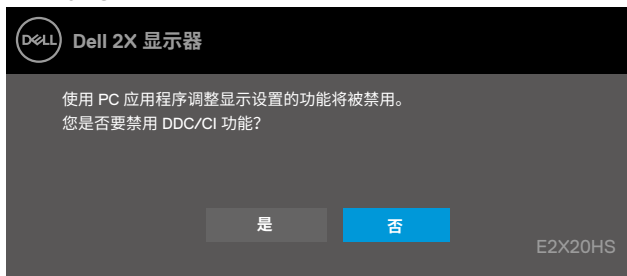 DELL Dell 2X 显示器
使用 PC 应用程序调整显示设置的功能将被禁用。
您是否要禁用 DDC/CI 功能？
是 否
E2X20HS